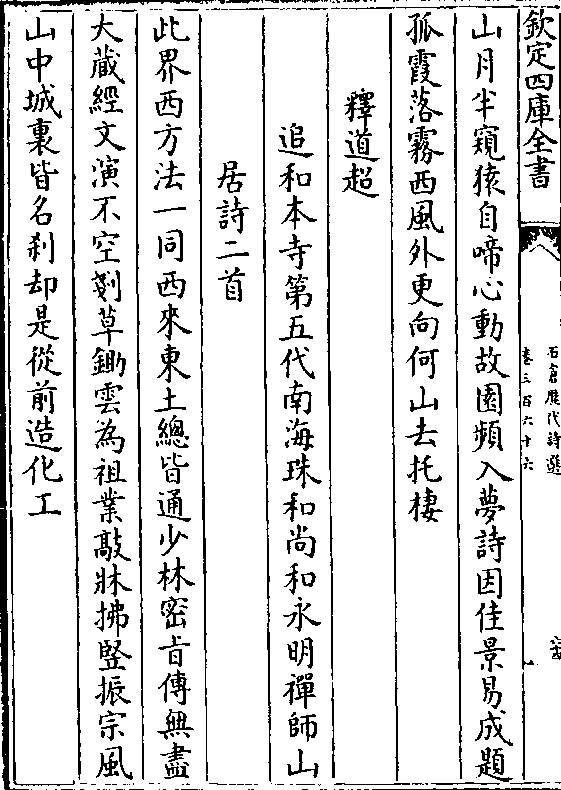 欽定四庫全書
石倉歷代詩選
卷三百六十六
山月半窺猿自啼心動故園頻入夢詩因佳景易成題
孤霞落霧西風外更向何山去托棲
釋道超
追和本寺第五代南海珠和尚和永明禪師山
居詩二首
此界西方法一同西來東土總皆通少林密旨傳無盡
大藏經文演不空剗草鋤雲為祖業敲牀拂竪振宗風
山中城裏皆名刹却是從前造化工